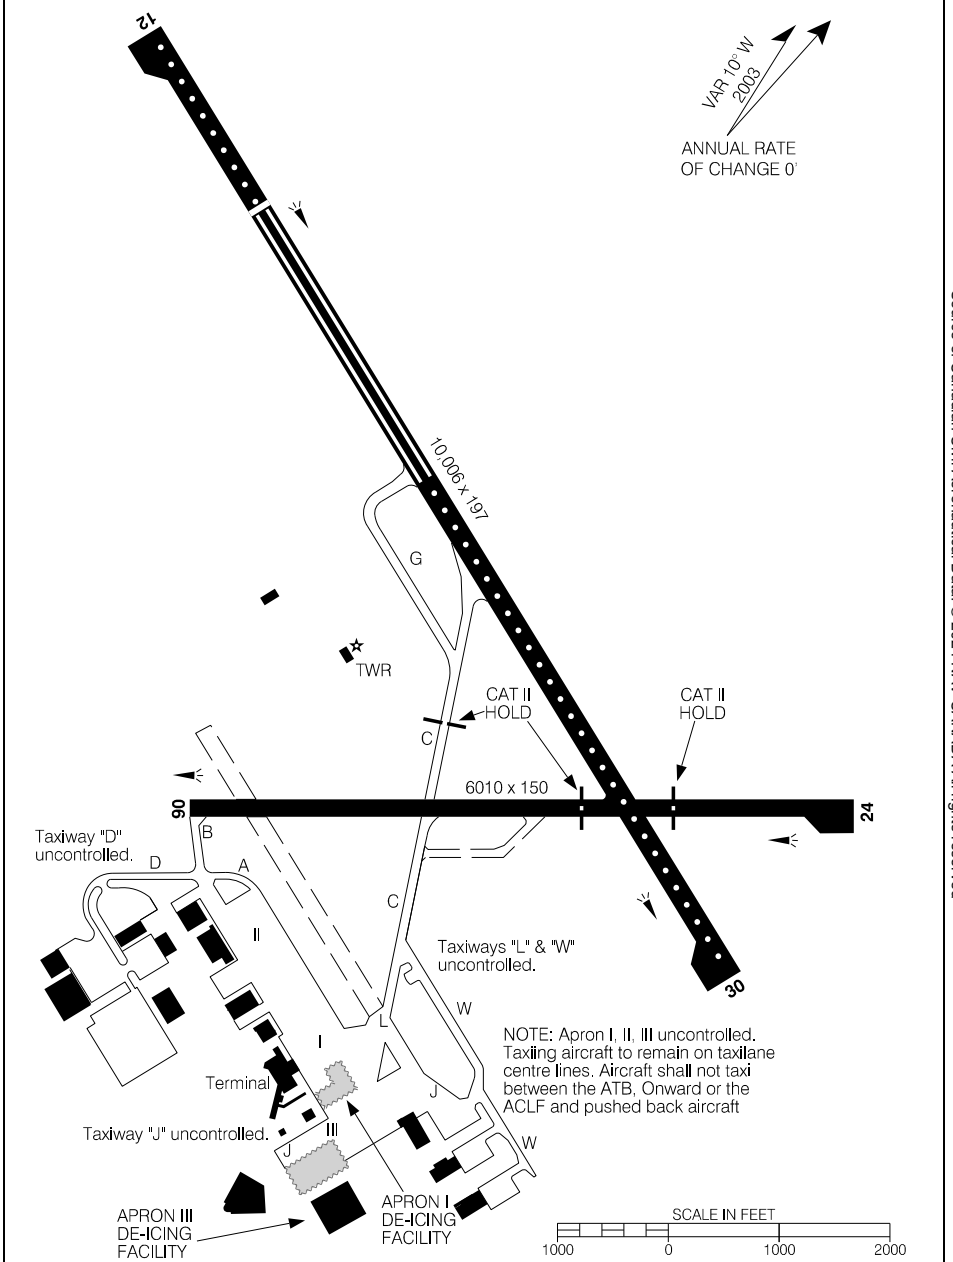 12
VAR 10° W
2003
ANNUAL RATE
OF CHANGE 0'
10,006 x 197
G
TWR
CAT II
HOLD
CAT II
HOLD
C
6010 x 150
06
24
Taxiway "D"
uncontrolled.
B
D
A
C
II
Taxiways "L" & "W"
uncontrolled.
30
W
L
I
NOTE: Apron I, II, III uncontrolled.
Taxiing aircraft to remain on taxilane
centre lines. Aircraft shall not taxi
between the ATB, Onward or the
ACLF and pushed back aircraft
Terminal
J
Taxiway "J" uncontrolled.
III
J
W
APRON III
DE-ICING
FACILITY
APRON I
DE-ICING
FACILITY
SCALE IN FEET
1000
0
1000
2000